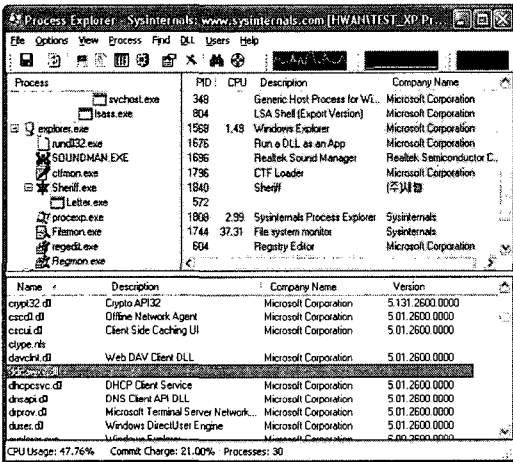 Process Explorer - Sysinternals: www.sysinternals.com [HWAN\TEST_XP Pr...
File Options View Process Find DLL Users Help
Process PID CPU Description Company Name
svchost.exe 348 Generic Host Process for Wi... Microsoft Corporation
lsass.exe 804 LSA Shell (Export Version) Microsoft Corporation
explorer.exe 1568 1.49 Windows Explorer Microsoft Corporation
rundll32.exe 1676 Run a DLL as an App Microsoft Corporation
SOUNDMAN.EXE 1696 Realtek Sound Manager Realtek Semiconductor C...
ctfmon.exe 1796 CTF Loader Microsoft Corporation
Sheriff.exe 1840 Sheriff
Letter.exe 572
procexp.exe 1808 2.99 Sysinternals Process Explorer Sysinternals
Filemon.exe 1744 37.31 File system monitor Sysinternals
regedit.exe 604 Registry Editor Microsoft Corporation
Regmon.exe
Name Description Company Name Version
crypt32.dll Crypto API32 Microsoft Corporation 5.131.2600.0000
cscdll.dll Offline Network Agent Microsoft Corporation 5.01.2600.0000
cscui.dll Client Side Caching UI Microsoft Corporation 5.01.2600.0000
ctype.nls
davclnt.dll Web DAV Client DLL Microsoft Corporation 5.01.2600.0000
dhcpcsvc.dll DHCP Client Service Microsoft Corporation 5.01.2600.0000
dnsapi.dll DNS Client API DLL Microsoft Corporation 5.01.2600.0000
drprov.dll Microsoft Terminal Server Network... Microsoft Corporation 5.01.2600.0000
duser.dll Windows DirectUser Engine Microsoft Corporation 5.01.2600.0000
explorer.exe Windows Explorer Microsoft Corporation 6.00.2600.0000
CPU Usage: 47.76% Commit Charge: 21.00% Processes: 30